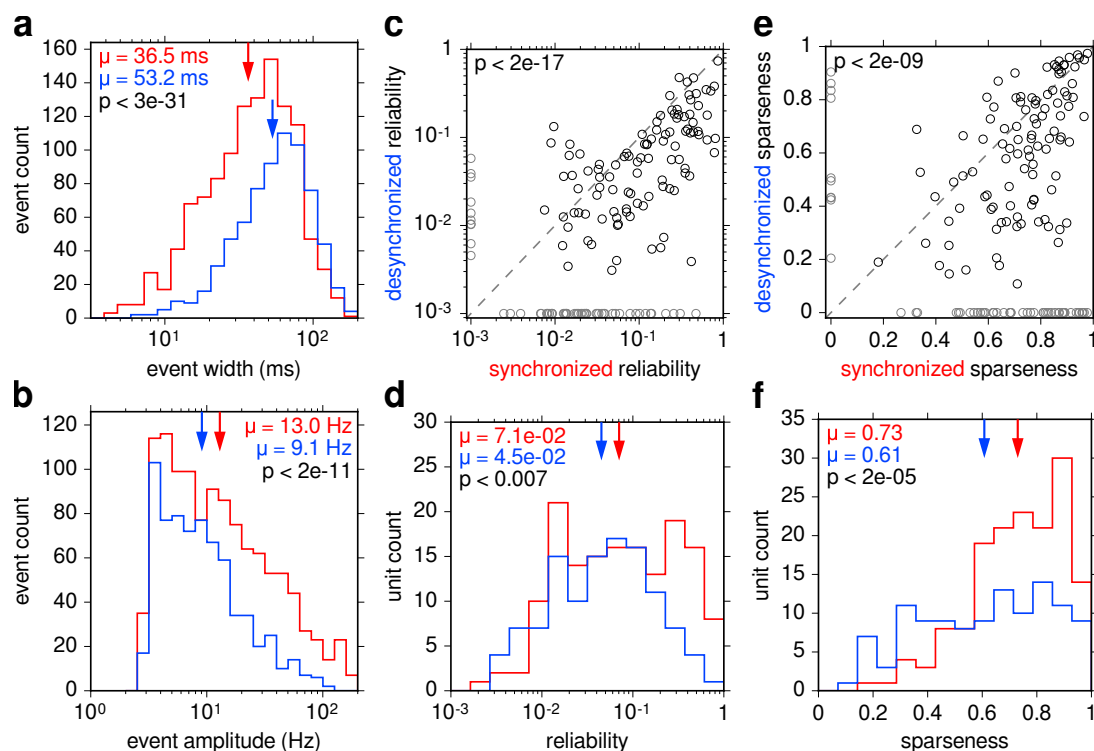 a
160
140
120
100
80
60
40
20
0
event count
μ = 36.5 ms
μ = 53.2 ms
p < 3e-31
10¹
10²
event width (ms)
c
1
10⁻¹
10⁻²
10⁻³
desynchronized reliability
p < 2e-17
10⁻³
10⁻²
10⁻¹
1
synchronized reliability
e
1
0.8
0.6
0.4
0.2
0
desynchronized sparseness
p < 2e-09
0
0.2
0.4
0.6
0.8
1
synchronized sparseness
b
120
100
80
60
40
20
0
event count
μ = 13.0 Hz
μ = 9.1 Hz
p < 2e-11
10⁰
10¹
10²
event amplitude (Hz)
d
30
25
20
15
10
5
0
unit count
μ = 7.1e-02
μ = 4.5e-02
p < 0.007
10⁻³
10⁻²
10⁻¹
1
reliability
f
35
30
25
20
15
10
5
0
unit count
μ = 0.73
μ = 0.61
p < 2e-05
0
0.2
0.4
0.6
0.8
1
sparseness